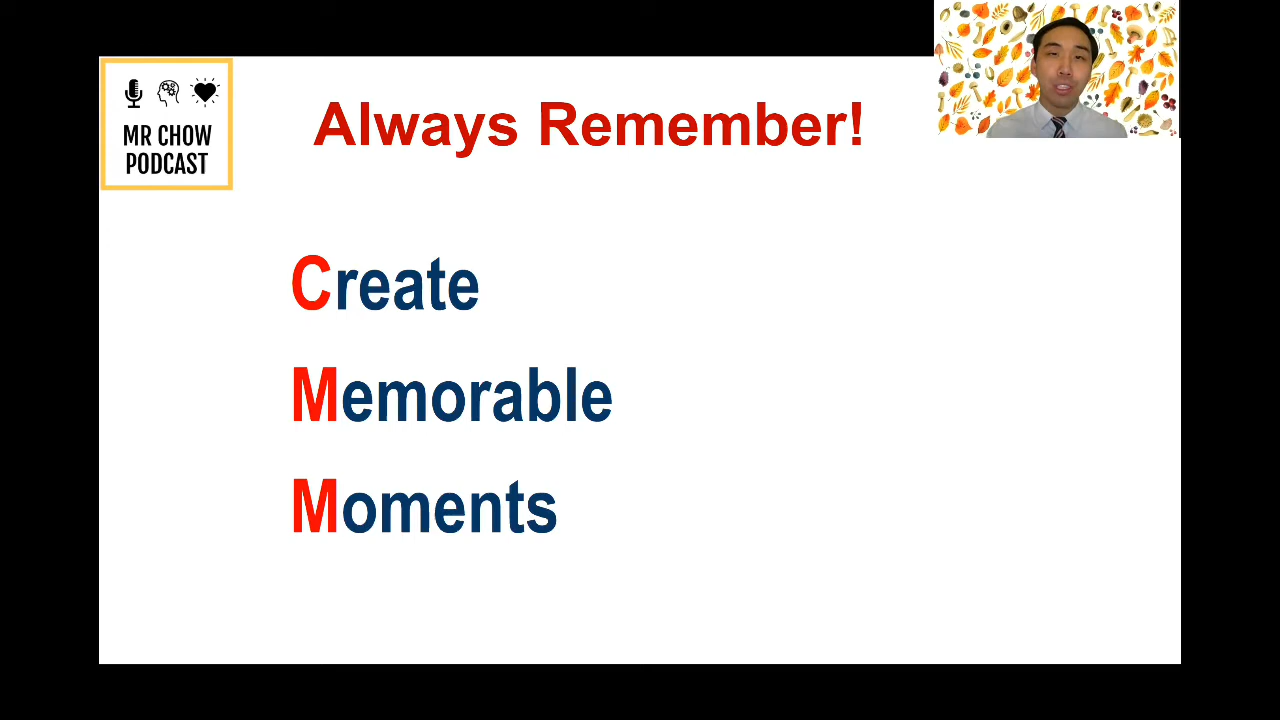 MR CHOW
PODCAST
Always Remember!
Create
Memorable
Moments